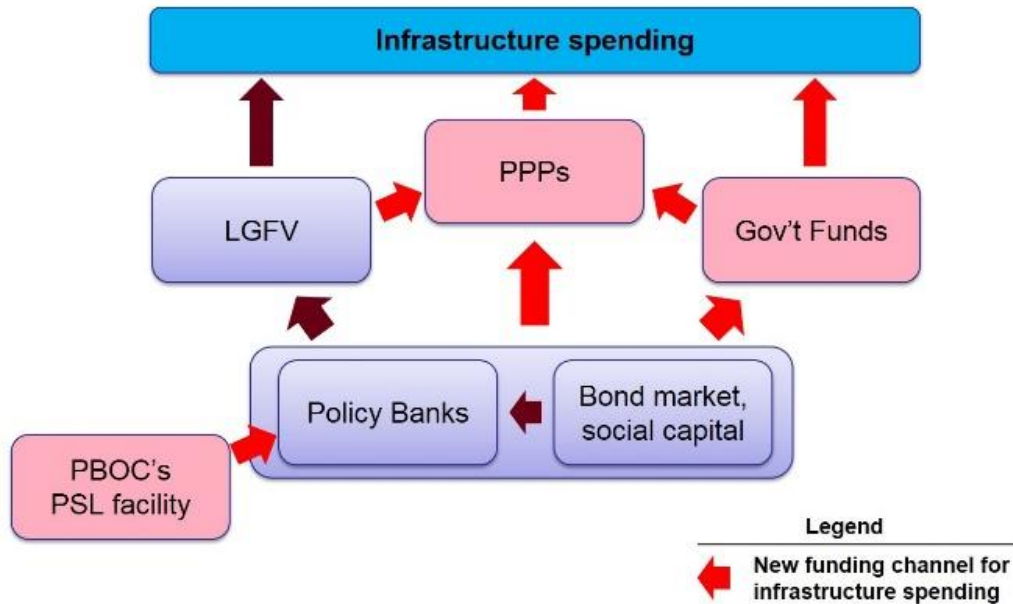 Infrastructure spending
PPPs
LGFV
Gov't Funds
Policy Banks
Bond market,
social capital
PBOC's
PSL facility
Legend
New funding channel for
infrastructure spending